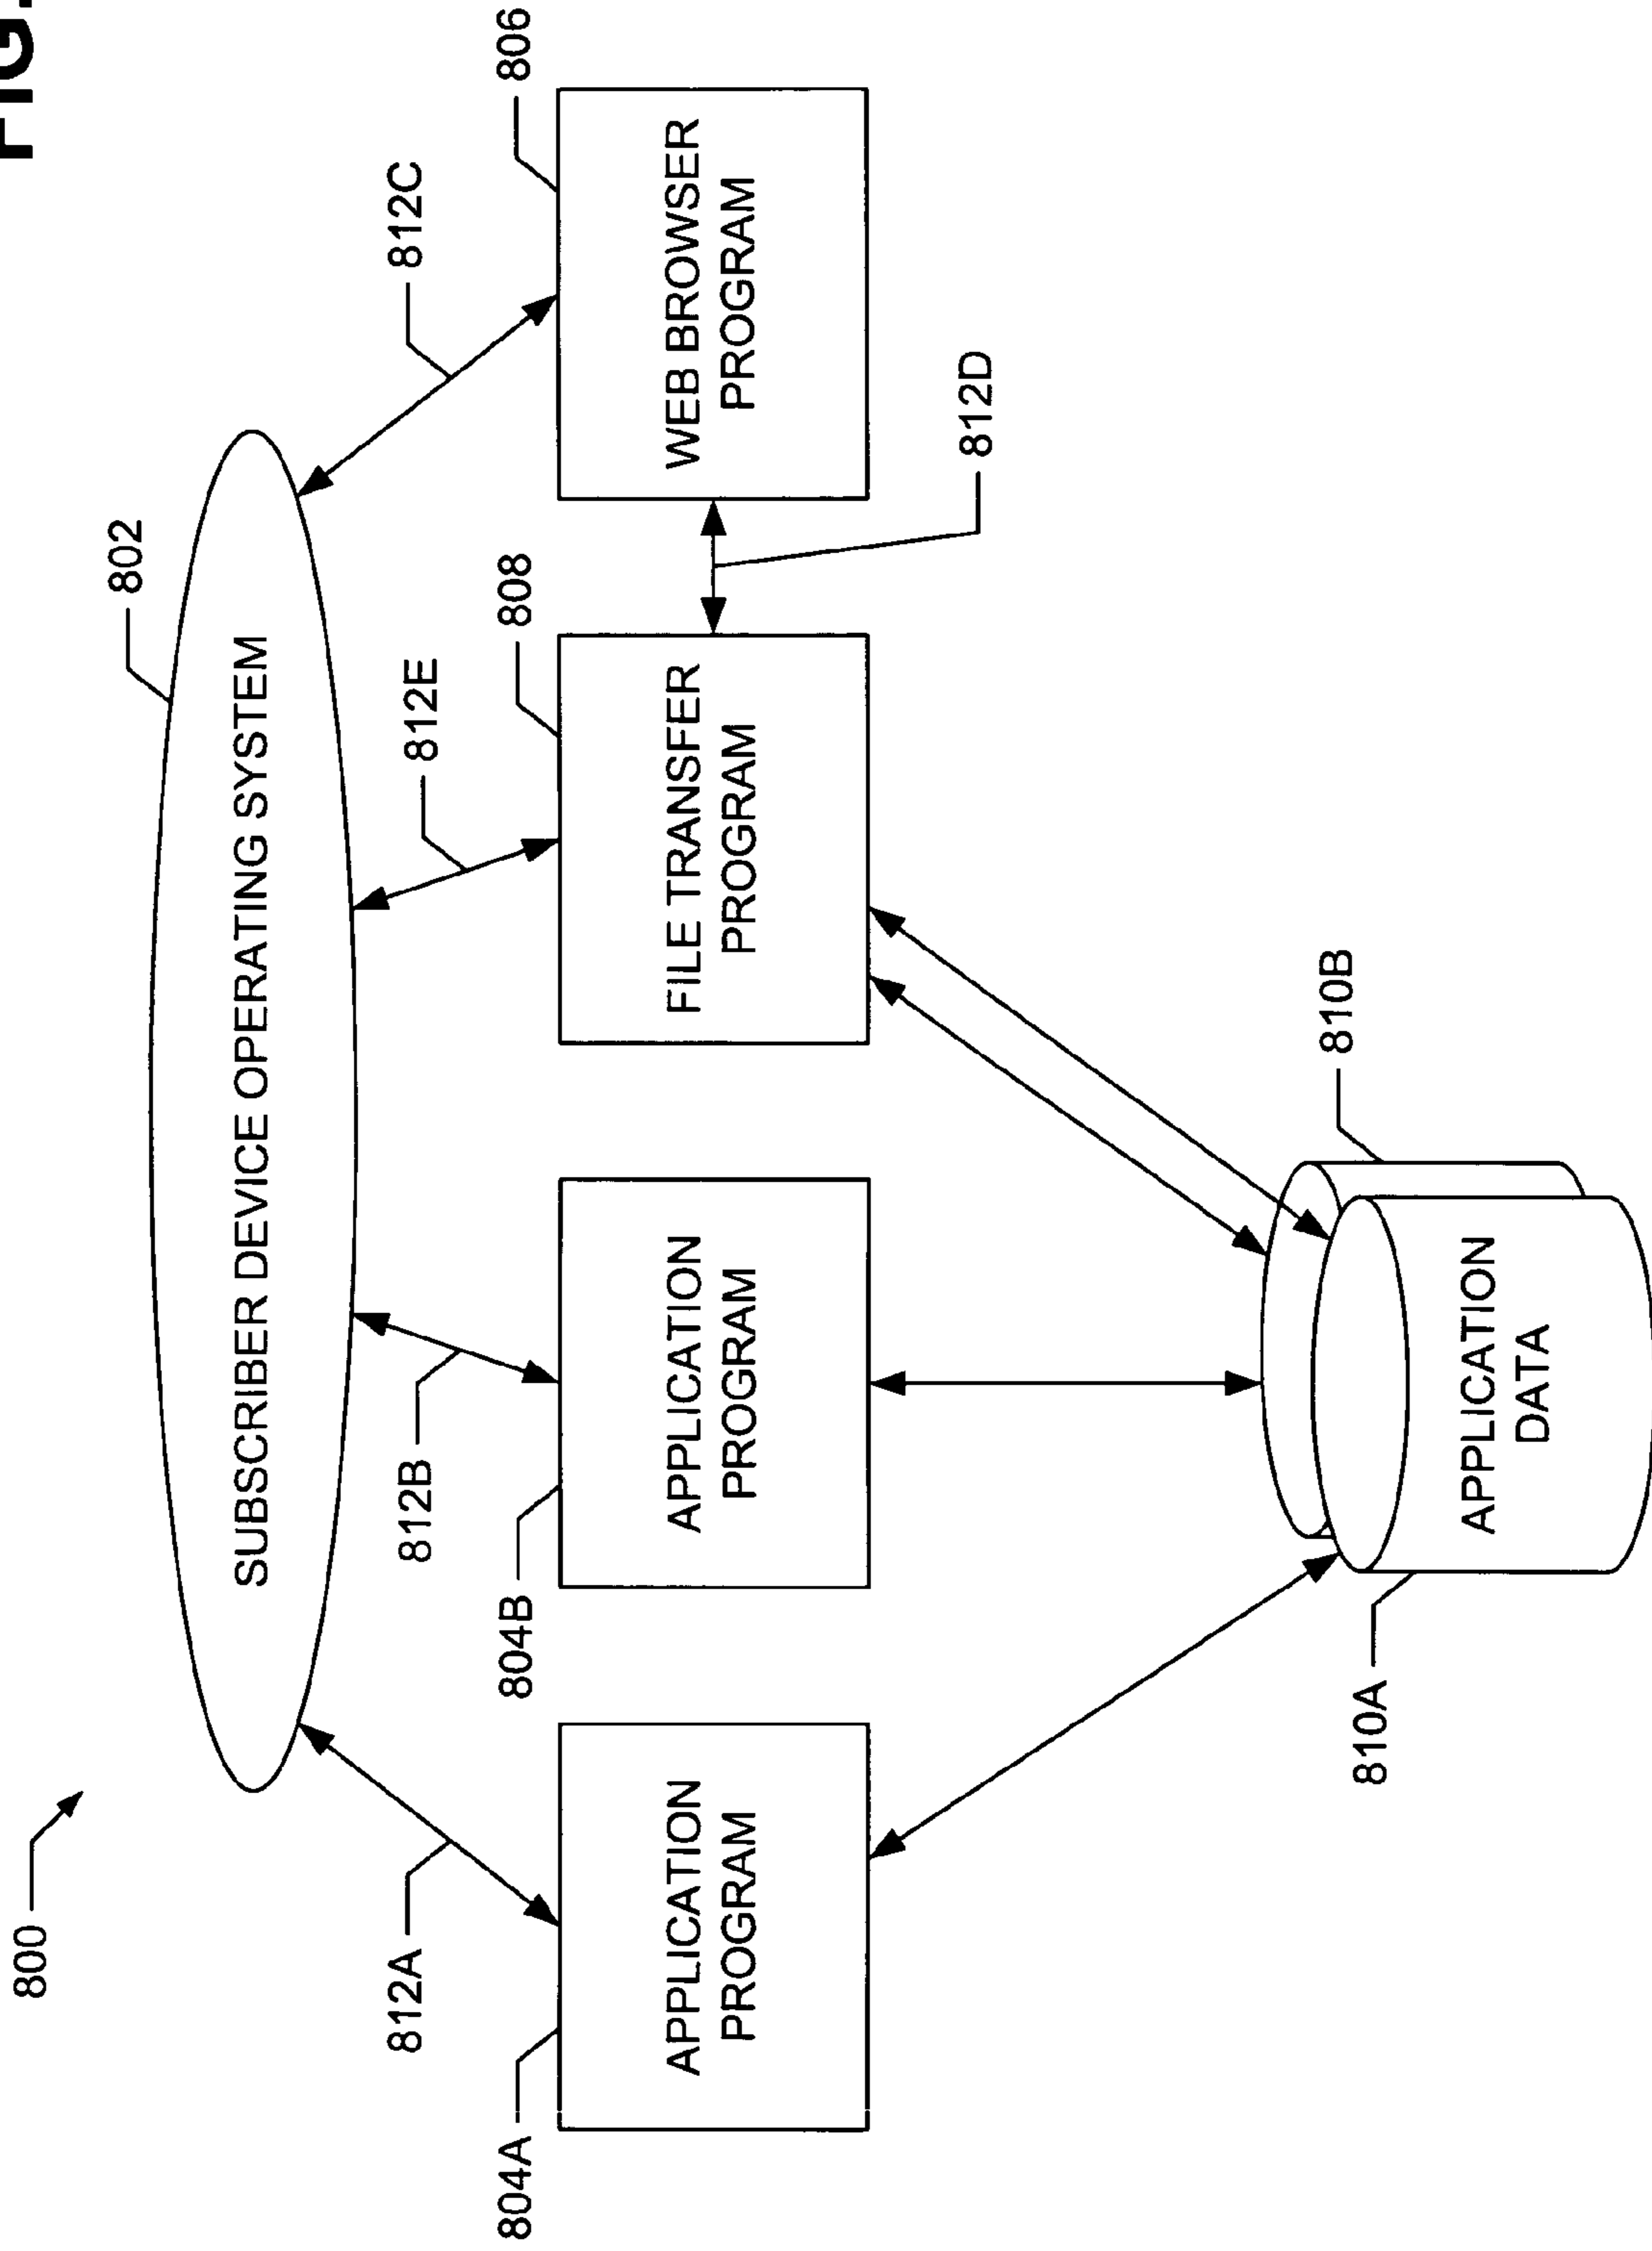 FIG.
800
802
SUBSCRIBER DEVICE OPERATING SYSTEM
812A
812B
812E
812C
804A
804B
808
806
APPLICATION
PROGRAM
APPLICATION
PROGRAM
FILE TRANSFER
PROGRAM
WEB BROWSER
PROGRAM
812D
810B
810A
APPLICATION
DATA